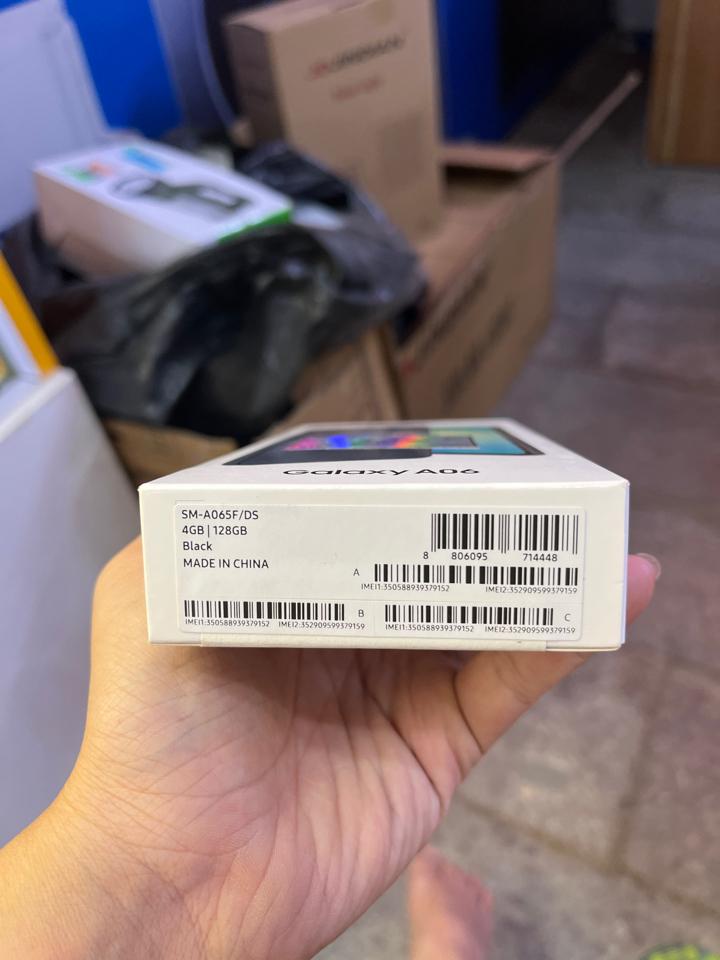 Galaxy A06
SM-A065F/DS
4GB | 128GB
Black
MADE IN CHINA
8 806095 714448
A
IMEI1:350588939379152 IMEI2:352909599379159
IMEI1:350588939379152 IMEI2:352909599379159
B
IMEI1:350588939379152 IMEI2:352909599379159
C